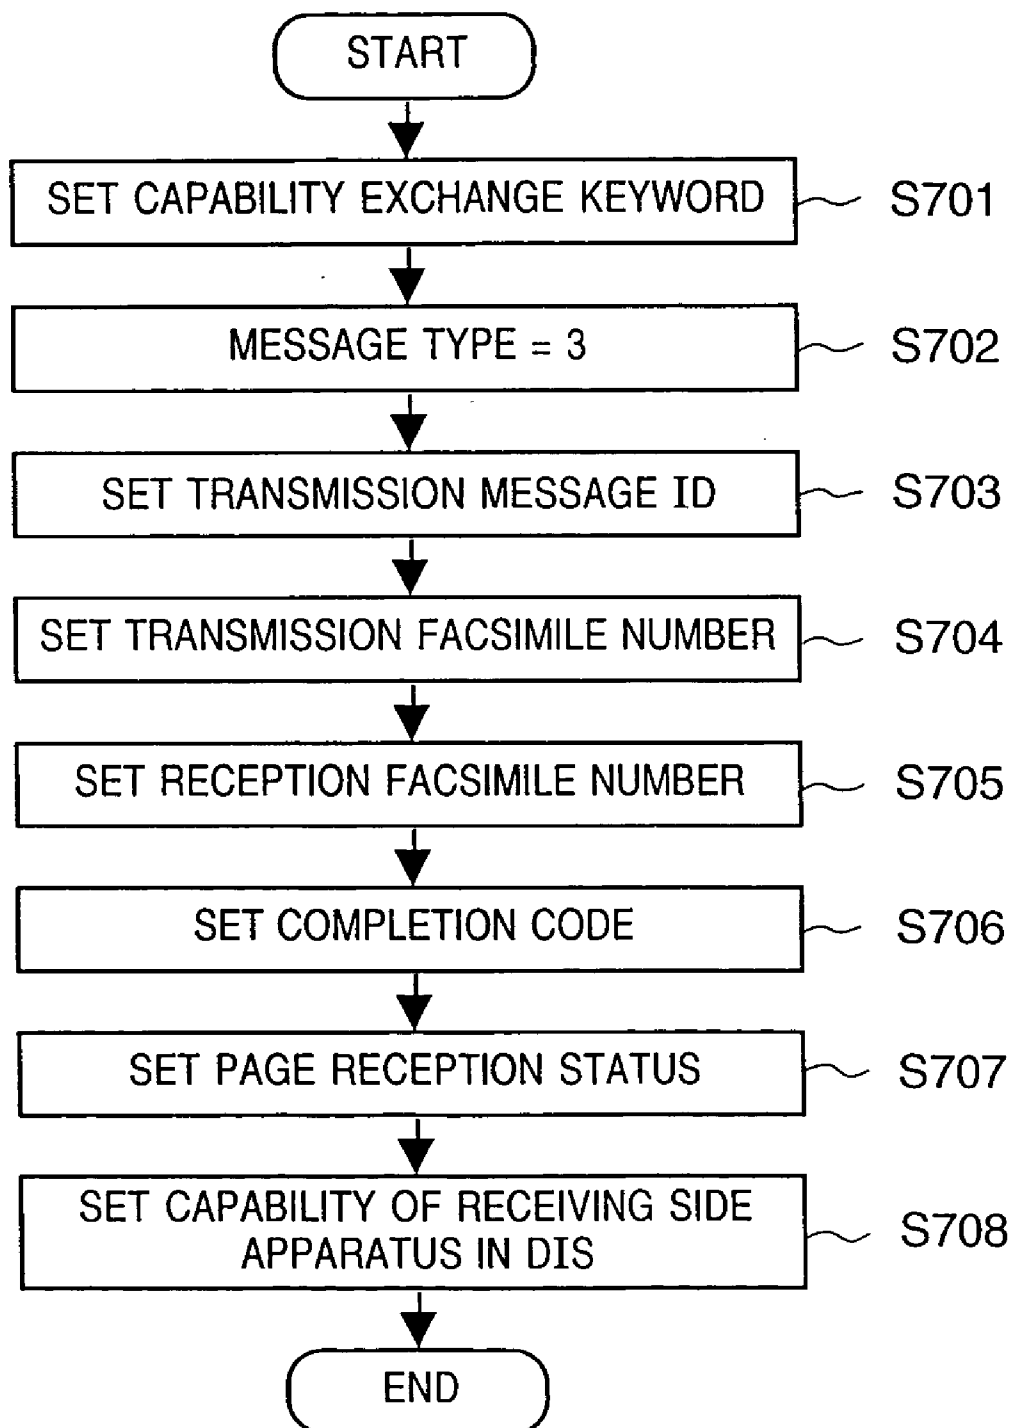 START
SET CAPABILITY EXCHANGE KEYWORD
S701
MESSAGE TYPE = 3
S702
SET TRANSMISSION MESSAGE ID
S703
SET TRANSMISSION FACSIMILE NUMBER
S704
SET RECEPTION FACSIMILE NUMBER
S705
SET COMPLETION CODE
S706
SET PAGE RECEPTION STATUS
S707
SET CAPABILITY OF RECEIVING SIDE
APPARATUS IN DIS
S708
END